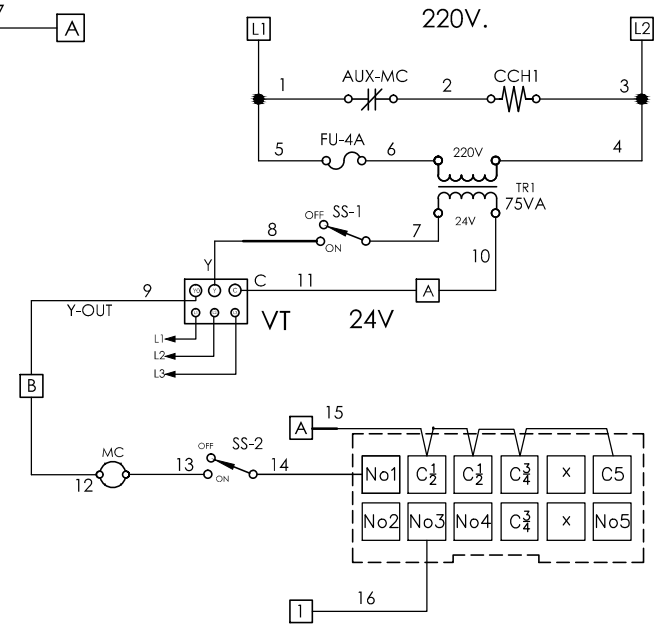 A
L1
220V.
L2
1
AUX-MC
2
CCH1
3
5
FU-4A
6
220V
4
TR1
75VA
OFF
SS-1
ON
8
7
24V
10
Y
C
11
A
9
Y-OUT
Y
C
VT
24V
L1
L2
L3
B
A
15
MC
12
13
OFF
SS-2
ON
14
No1
C1/2
C1/2
C3/4
x
C5
No2
No3
No4
C3/4
x
No5
1
16